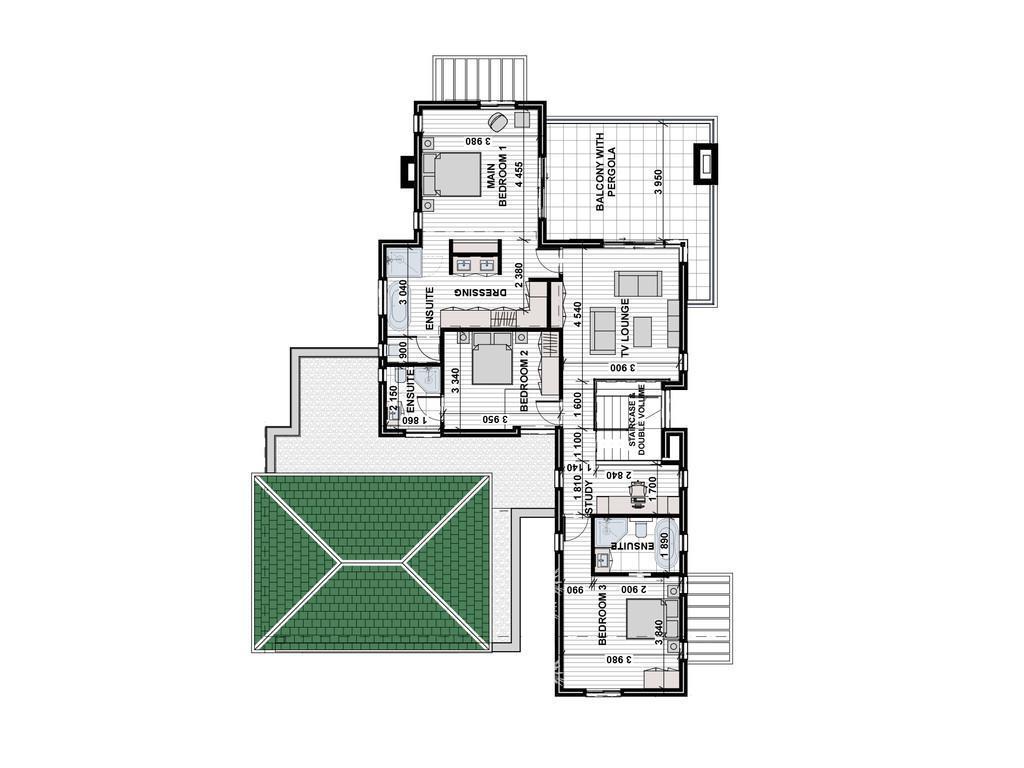 3 980
MAIN
BEDROOM 1
4 455
BALCONY WITH
PERGOLA
3 950
2 380
DRESSING
ENSUITE
3 040
900
4 540
TV LOUNGE
3 900
BEDROOM 2
3 340
3 950
ENSUITE
2 150
1 860
1 600
STAIRCASE &
DOUBLE VOLUME
1 100
1 140
2 840
1 810
STUDY
1 700
ENSUITE
1 890
990
2 900
BEDROOM 3
3 840
3 980